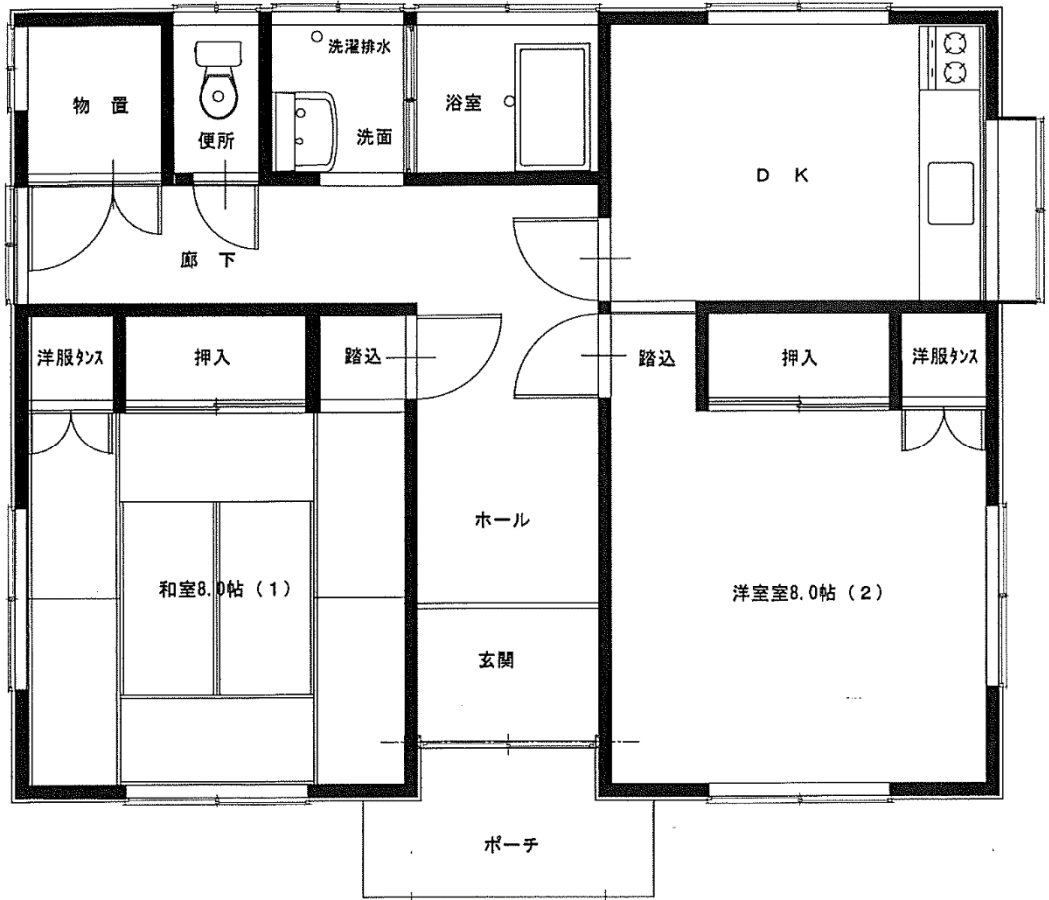 洗濯排水
物置
浴室
便所
洗面
DK
廊下
洋服ﾀﾝｽ
押入
踏込
踏込
押入
洋服ﾀﾝｽ
ホール
和室8.0帖（1）
洋室室8.0帖（2）
玄関
ポーチ